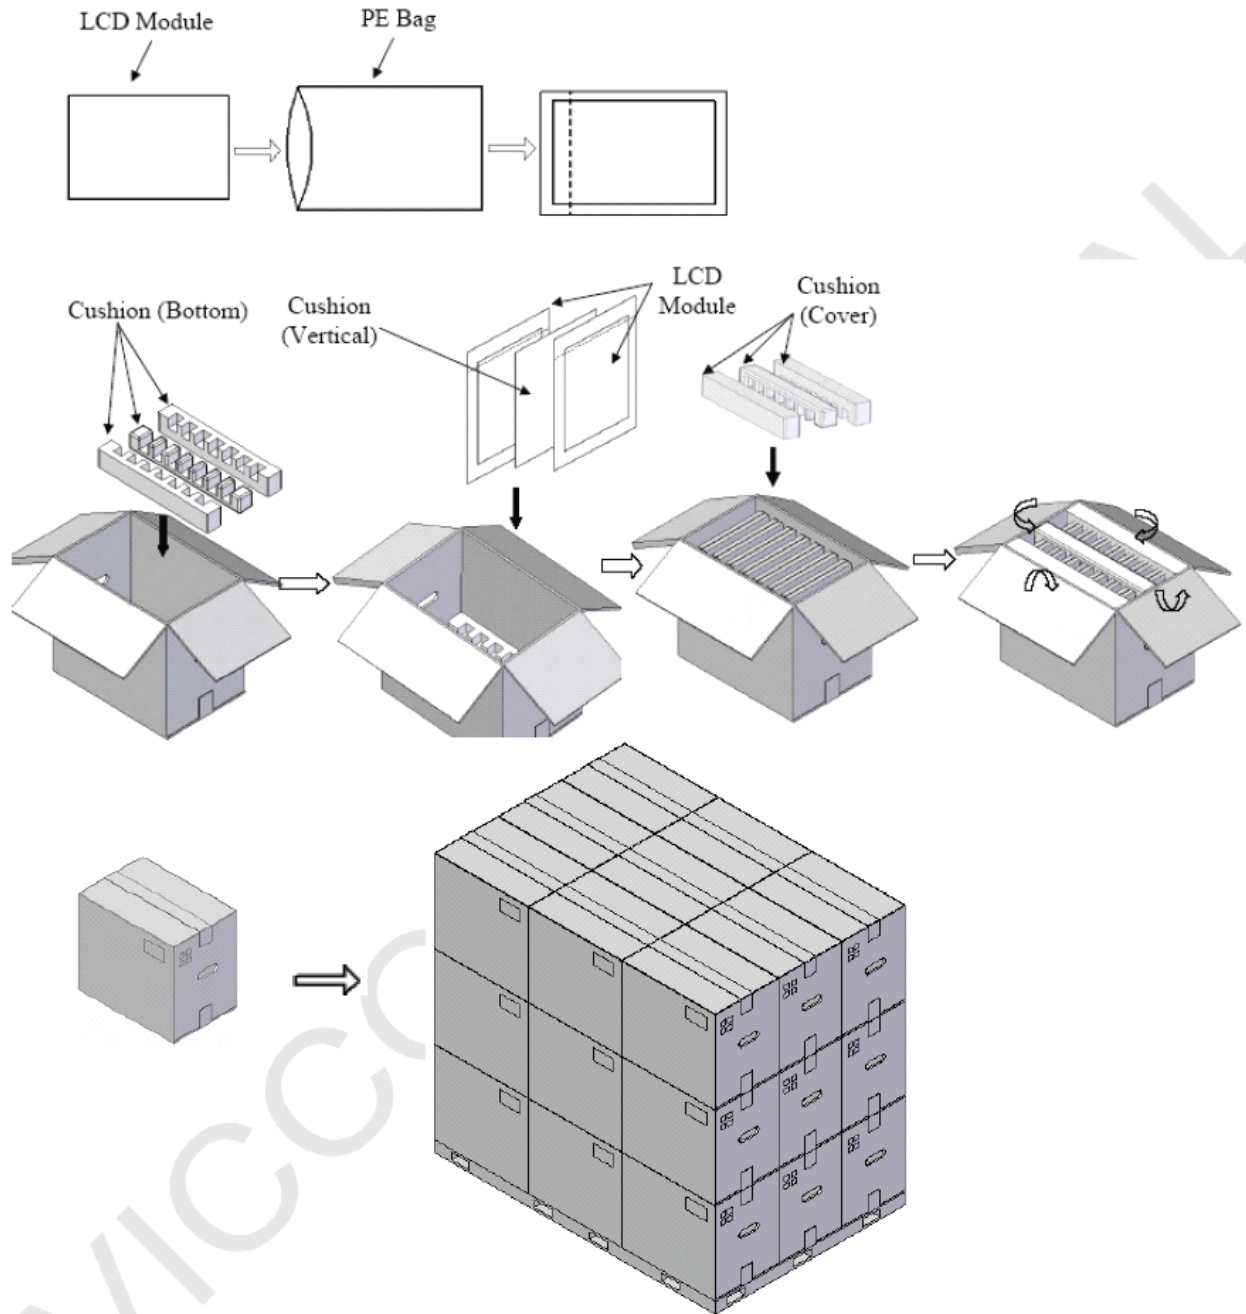 LCD Module
PE Bag
Cushion (Bottom)
Cushion
(Vertical)
LCD
Module
Cushion
(Cover)